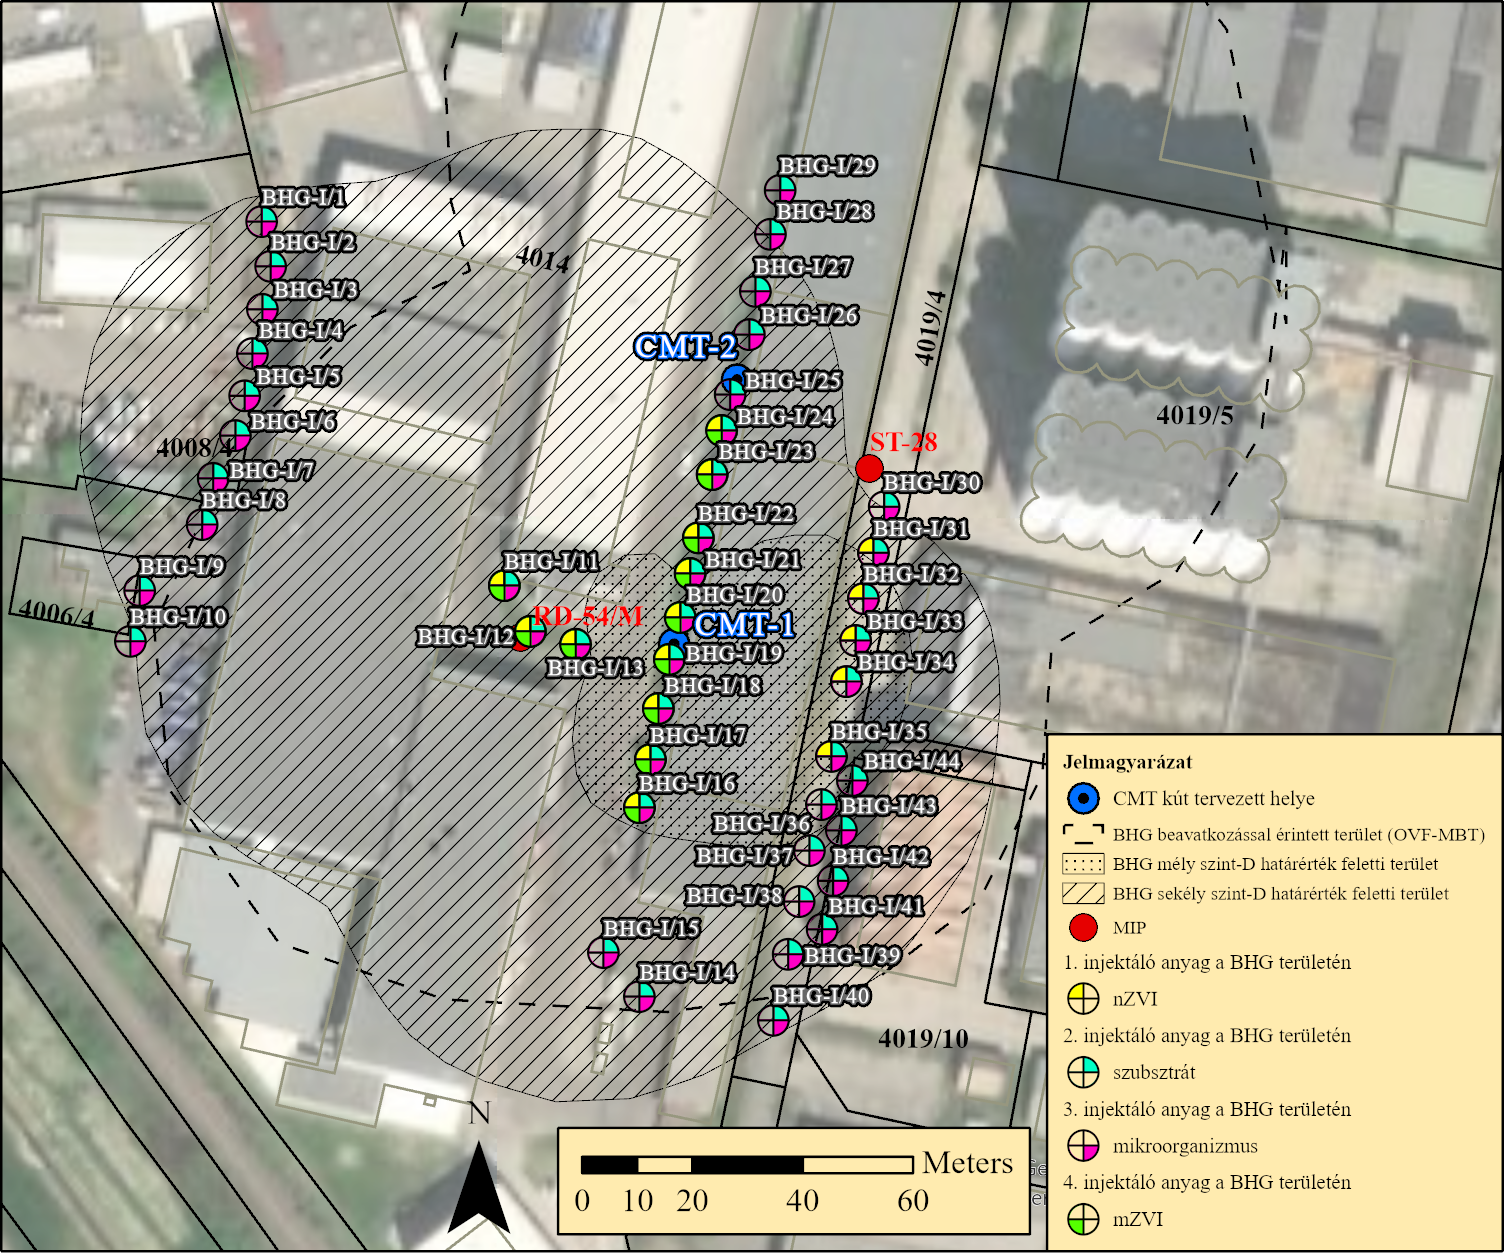 BHG-I/29
BHG-I/1
BHG-I/28
BHG-I/2
4014
BHG-I/27
BHG-I/3
BHG-I/26
BHG-I/4
4019/4
CMT-2
BHG-I/5
BHG-I/25
BHG-I/24
4019/5
BHG-I/6
4008/4
ST-28
BHG-I/23
BHG-I/7
BHG-I/30
BHG-I/8
BHG-I/22
BHG-I/31
BHG-I/9
BHG-I/11
BHG-I/21
BHG-I/32
BHG-I/20
4006/4
BHG-I/10
RD-54/M
CMT-1
BHG-I/33
BHG-I/12
BHG-I/19
BHG-I/13
BHG-I/34
BHG-I/18
BHG-I/17
BHG-I/35
BHG-I/44
BHG-I/16
BHG-I/43
BHG-I/36
BHG-I/37
BHG-I/42
BHG-I/38
BHG-I/41
BHG-I/15
BHG-I/39
BHG-I/14
BHG-I/40
4019/10
N
Meters
0 10 20 40 60
Jelmagyarázat
CMT kút tervezett helye
BHG beavatkozással érintett terület (OVF-MBT)
BHG mély szint-D határérték feletti terület
BHG sekély szint-D határérték feletti terület
MIP
1. injektáló anyag a BHG területén
nZVI
2. injektáló anyag a BHG területén
szubsztrát
3. injektáló anyag a BHG területén
mikroorganizmus
4. injektáló anyag a BHG területén
mZVI